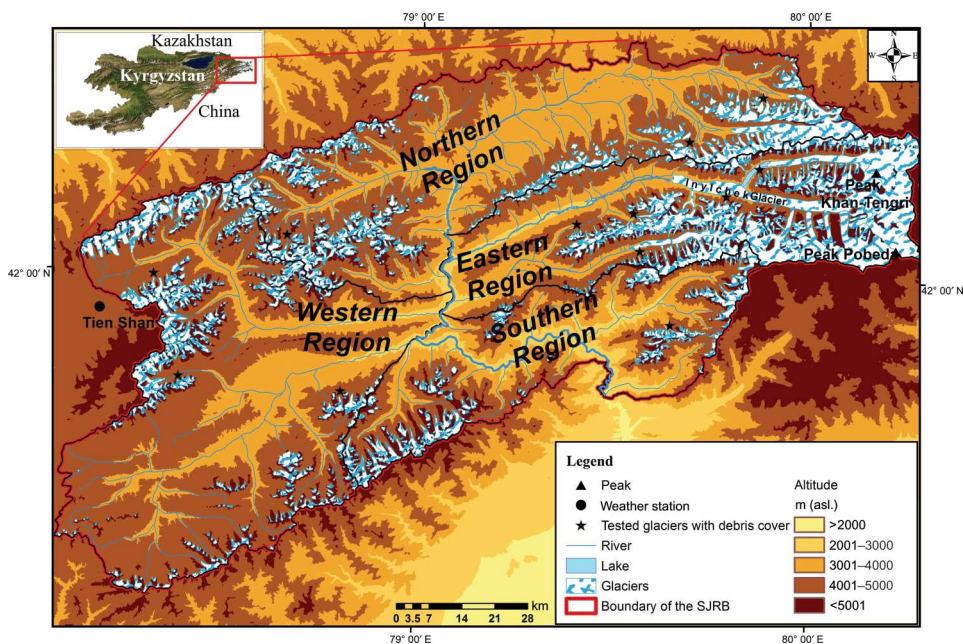 79° 00' E
80° 00' E
Kazakhstan
Kyrgyzstan
China
N
W
E
S
Northern
Region
Inylchek Glacier
Peak
Khan-Tengri
Eastern
Region
Peak Pobeda
42° 00' N
42° 00' N
Tien Shan
Western
Region
Southern
Region
Legend
Peak
Weather station
Tested glaciers with debris cover
River
Lake
Glaciers
Boundary of the SJRB
Altitude
m (asl.)
>2000
2001–3000
3001–4000
4001–5000
<5001
km
0 3.5 7 14 21 28
79° 00' E
80° 00' E